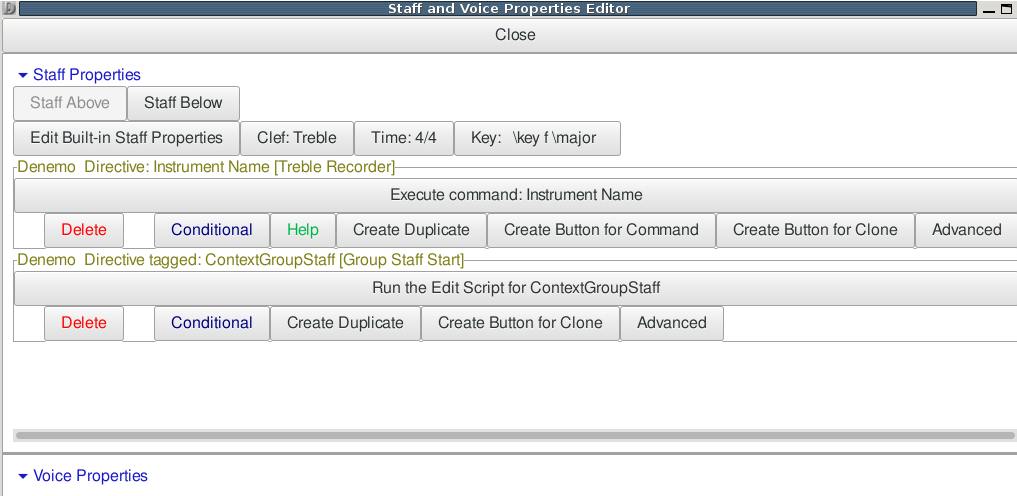 Staff and Voice Properties Editor
Close
Staff Properties
Staff Above Staff Below
Edit Built-in Staff Properties Clef: Treble Time: 4/4 Key: \key f \major
Denemo Directive: Instrument Name [Treble Recorder]
Execute command: Instrument Name
Delete Conditional Help Create Duplicate Create Button for Command Create Button for Clone Advanced
Denemo Directive tagged: ContextGroupStaff [Group Staff Start]
Run the Edit Script for ContextGroupStaff
Delete Conditional Create Duplicate Create Button for Clone Advanced
Voice Properties